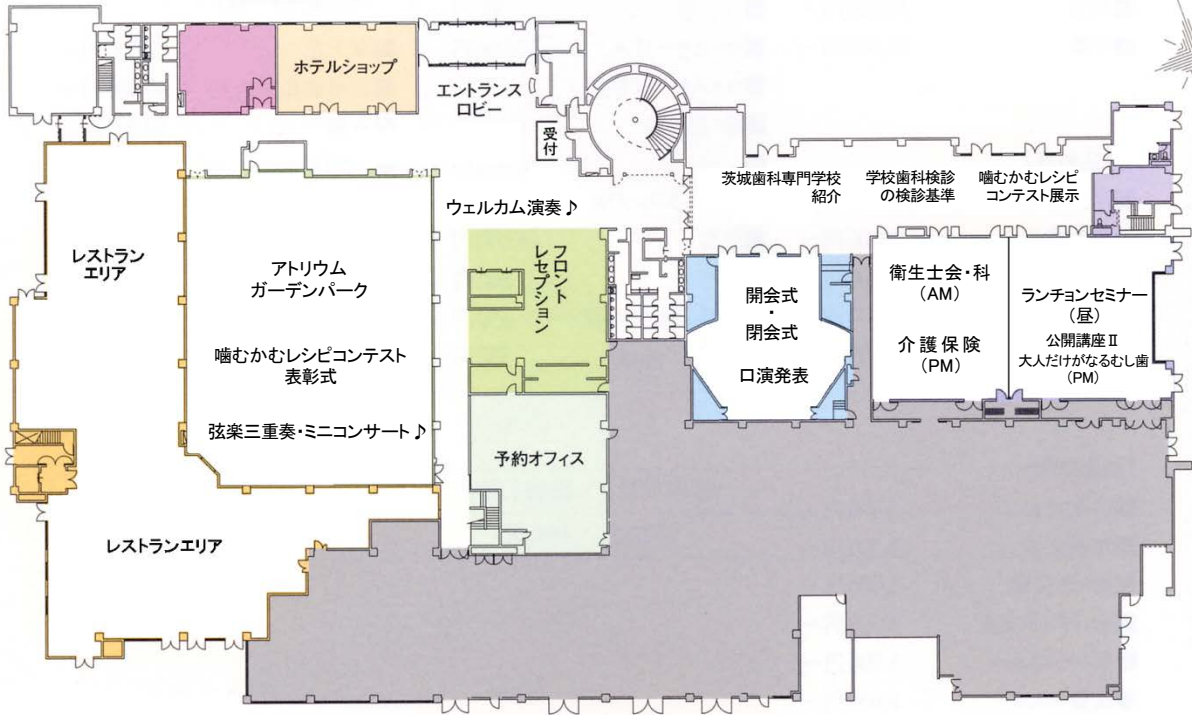 ホテルショップ
エントランス
ロビー
受付
茨城歯科専門学校
紹介
学校歯科検診
の検診基準
噛むかむレシピ
コンテスト展示
ウェルカム演奏♪
レストラン
エリア
アトリウム
ガーデンパーク
噛むかむレシピコンテスト
表彰式
弦楽三重奏・ミニコンサート♪
フロント
レセプション
予約オフィス
開会式
・
閉会式
口演発表
衛生士会・科
(AM)
介護保険
(PM)
ランチョンセミナー
(昼)
公開講座Ⅱ
大人だけがなるむし歯
(PM)
レストランエリア